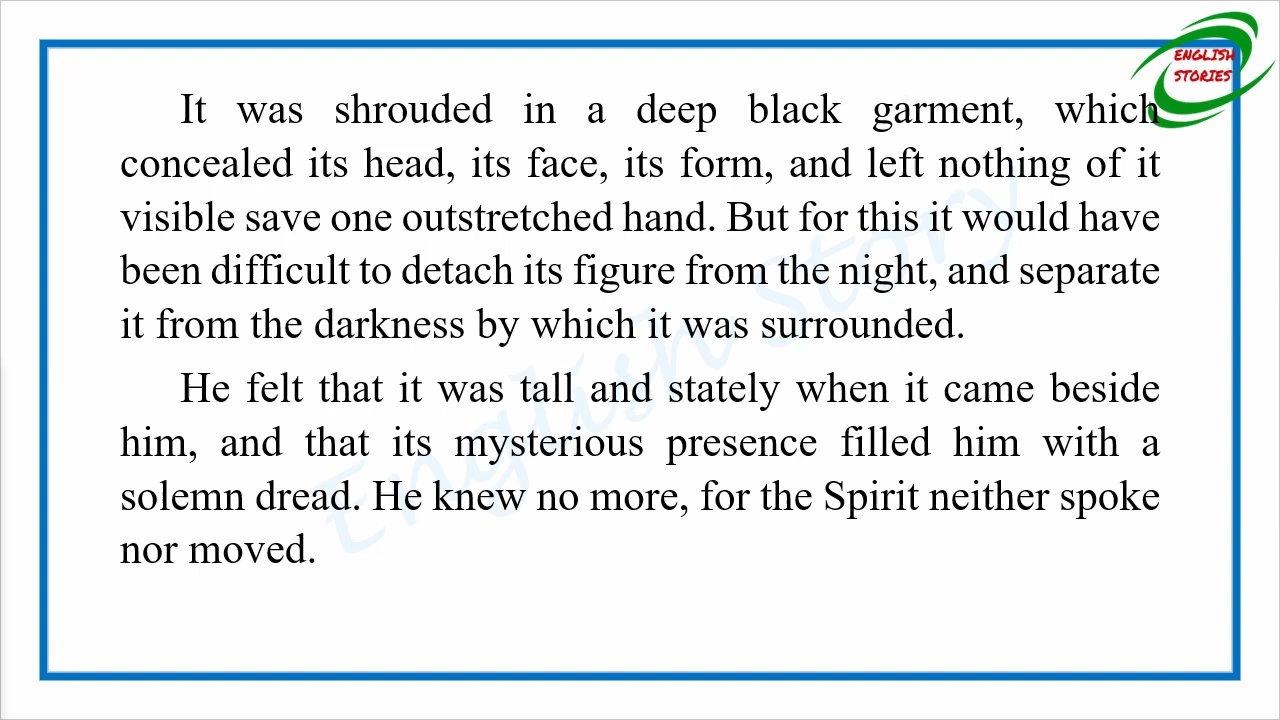 ENGLISH
STORIES
It was shrouded in a deep black garment, which
concealed its head, its face, its form, and left nothing of it
visible save one outstretched hand. But for this it would have
been difficult to detach its figure from the night, and separate
it from the darkness by which it was surrounded.
He felt that it was tall and stately when it came beside
him, and that its mysterious presence filled him with a
solemn dread. He knew no more, for the Spirit neither spoke
nor moved.
English Story